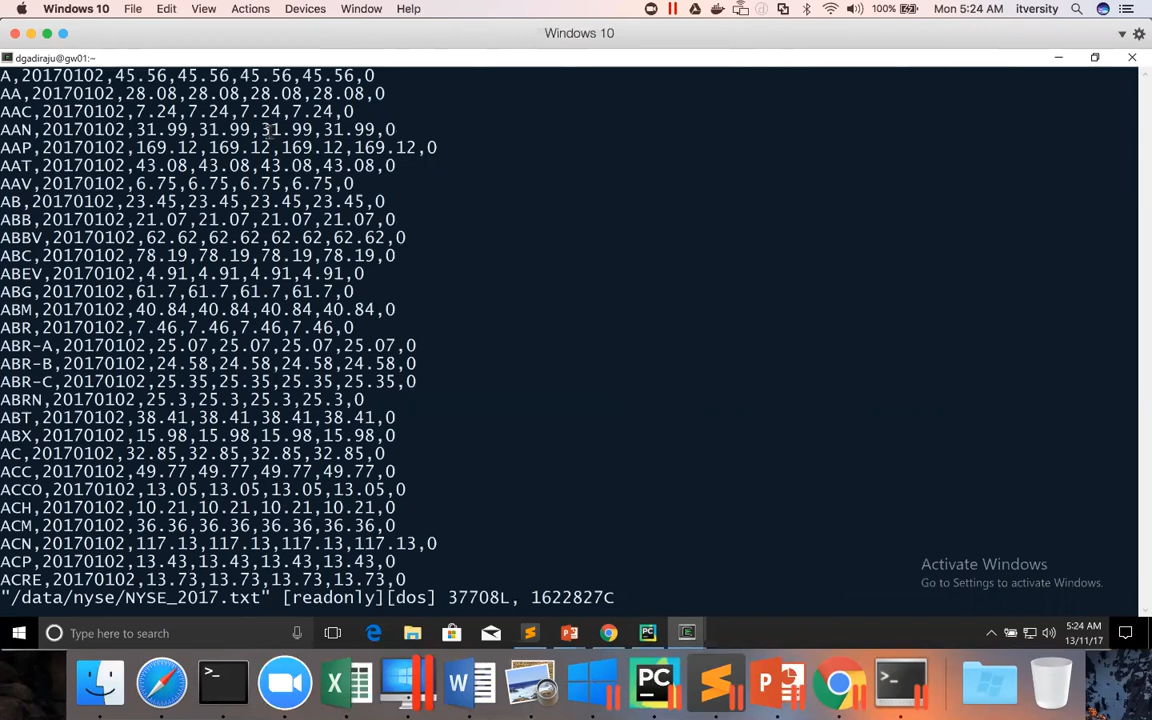 Windows 10 File Edit View Actions Devices Window Help 100% Mon 5:24 AM itversity
Windows 10
dgadiraju@gw01:~
A,20170102,45.56,45.56,45.56,45.56,0
AA,20170102,28.08,28.08,28.08,28.08,0
AAC,20170102,7.24,7.24,7.24,7.24,0
AAN,20170102,31.99,31.99,31.99,31.99,0
AAP,20170102,169.12,169.12,169.12,169.12,0
AAT,20170102,43.08,43.08,43.08,43.08,0
AAV,20170102,6.75,6.75,6.75,6.75,0
AB,20170102,23.45,23.45,23.45,23.45,0
ABB,20170102,21.07,21.07,21.07,21.07,0
ABBV,20170102,62.62,62.62,62.62,62.62,0
ABC,20170102,78.19,78.19,78.19,78.19,0
ABEV,20170102,4.91,4.91,4.91,4.91,0
ABG,20170102,61.7,61.7,61.7,61.7,0
ABM,20170102,40.84,40.84,40.84,40.84,0
ABR,20170102,7.46,7.46,7.46,7.46,0
ABR-A,20170102,25.07,25.07,25.07,25.07,0
ABR-B,20170102,24.58,24.58,24.58,24.58,0
ABR-C,20170102,25.35,25.35,25.35,25.35,0
ABRN,20170102,25.3,25.3,25.3,25.3,0
ABT,20170102,38.41,38.41,38.41,38.41,0
ABX,20170102,15.98,15.98,15.98,15.98,0
AC,20170102,32.85,32.85,32.85,32.85,0
ACC,20170102,49.77,49.77,49.77,49.77,0
ACCO,20170102,13.05,13.05,13.05,13.05,0
ACH,20170102,10.21,10.21,10.21,10.21,0
ACM,20170102,36.36,36.36,36.36,36.36,0
ACN,20170102,117.13,117.13,117.13,117.13,0
ACP,20170102,13.43,13.43,13.43,13.43,0
ACRE,20170102,13.73,13.73,13.73,13.73,0
"/data/nyse/NYSE_2017.txt" [readonly][dos] 37708L, 1622827C
Activate Windows
Go to Settings to activate Windows.
Type here to search
5:24 AM
13/11/17